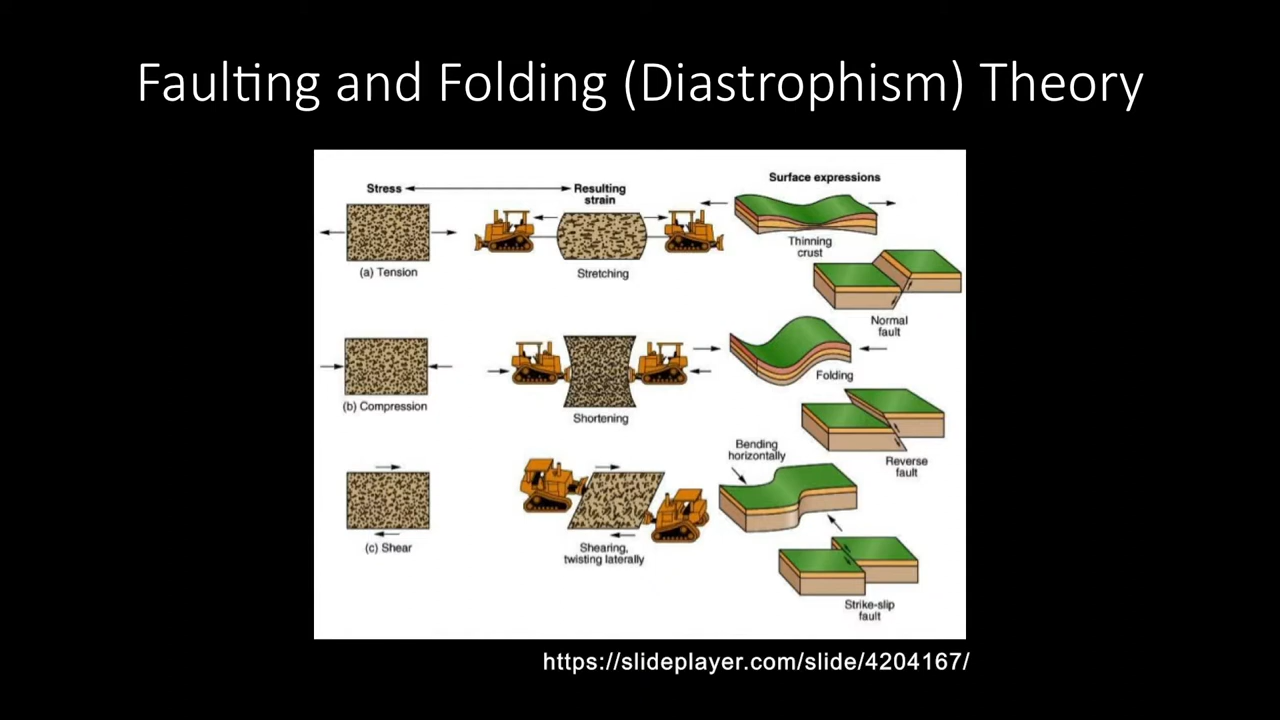 Faulting and Folding (Diastrophism) Theory
Stress
Resulting
strain
Surface expressions
(a) Tension
Stretching
Thinning
crust
Normal
fault
(b) Compression
Shortening
Folding
Reverse
fault
Bending
horizontally
(c) Shear
Shearing,
twisting laterally
Strike-slip
fault
https://slideplayer.com/slide/4204167/